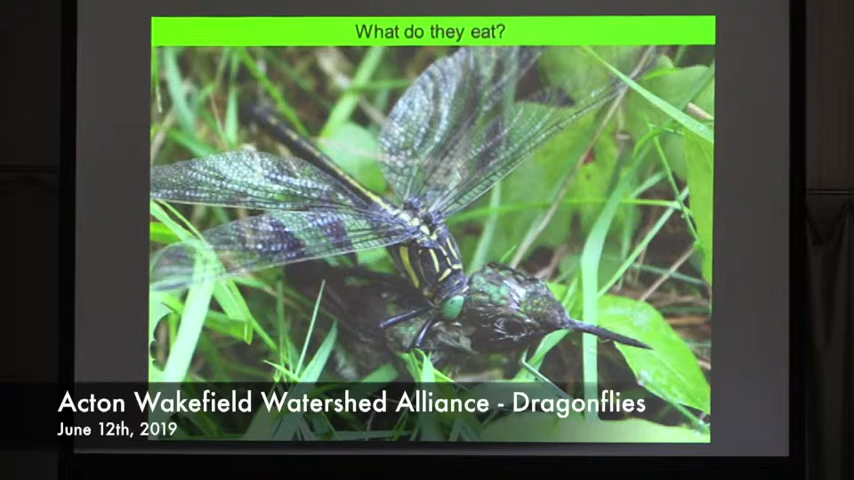 What do they eat?
Acton Wakefield Watershed Alliance - Dragonflies
June 12th, 2019